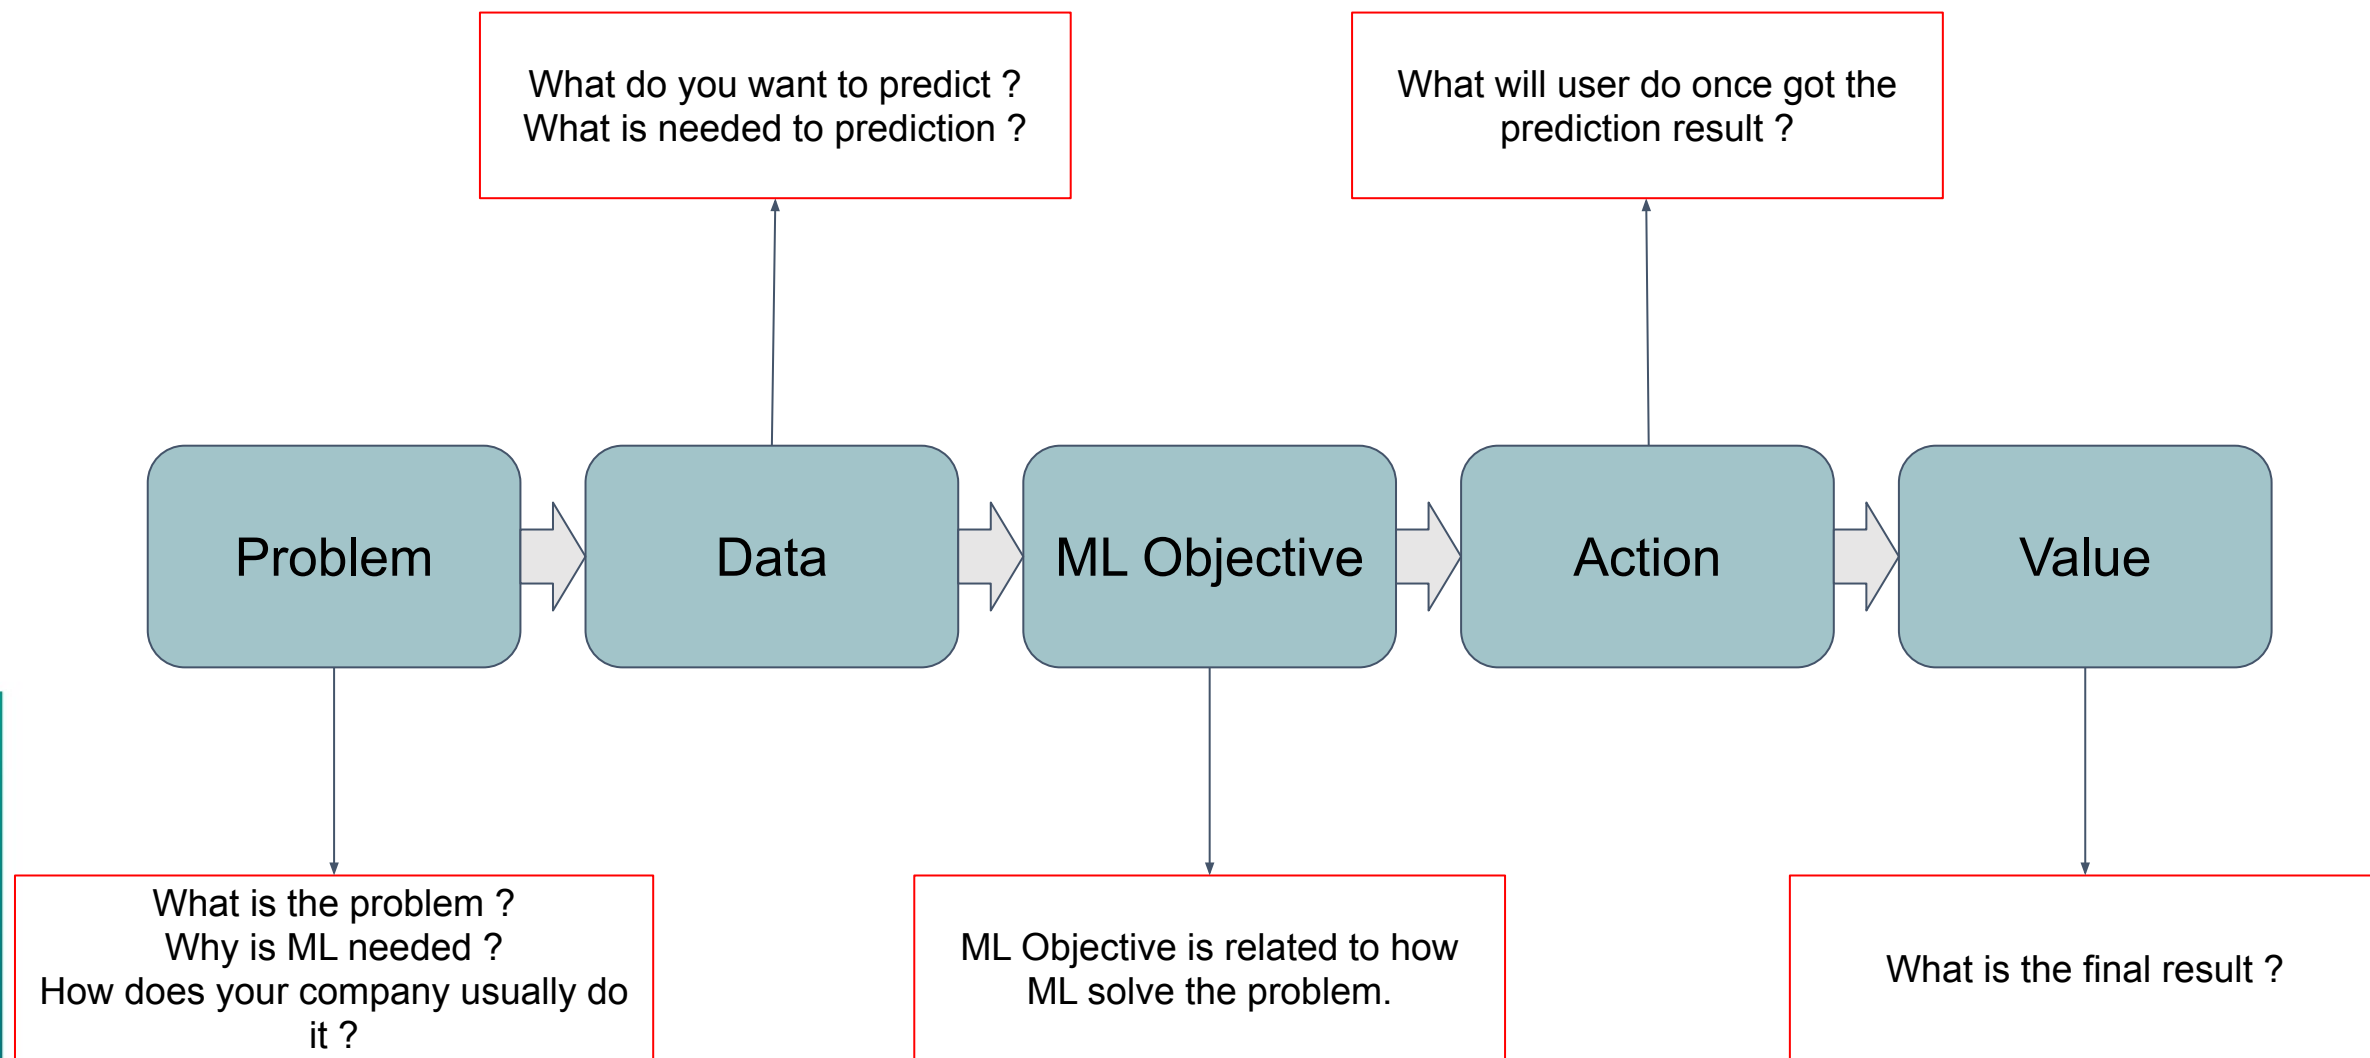 What do you want to predict ?
What is needed to prediction ?
What will user do once got the
prediction result ?
Problem
Data
ML Objective
Action
Value
What is the problem ?
Why is ML needed ?
How does your company usually do
it ?
ML Objective is related to how
ML solve the problem.
What is the final result ?